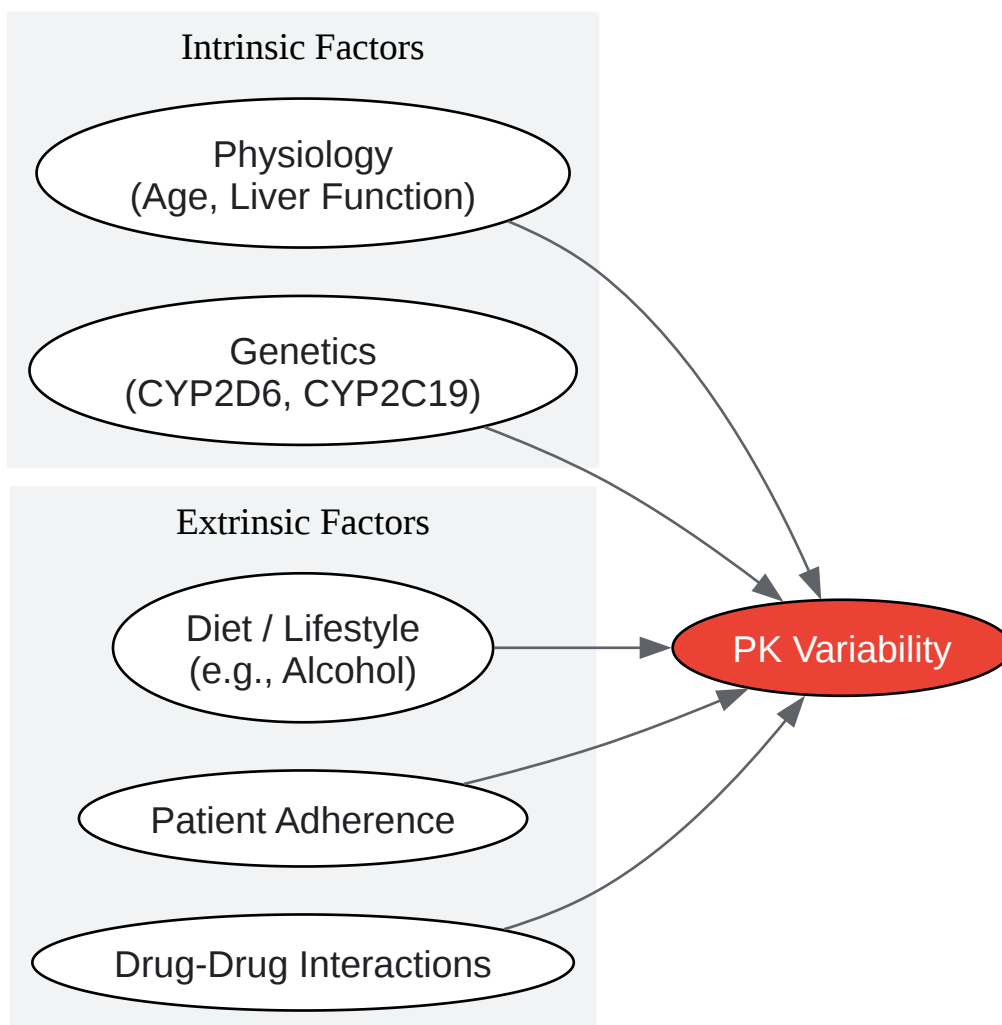 Intrinsic Factors
Physiology
(Age, Liver Function)
Genetics
(CYP2D6, CYP2C19)
Extrinsic Factors
Diet / Lifestyle
(e.g., Alcohol)
PK Variability
Patient Adherence
Drug-Drug Interactions